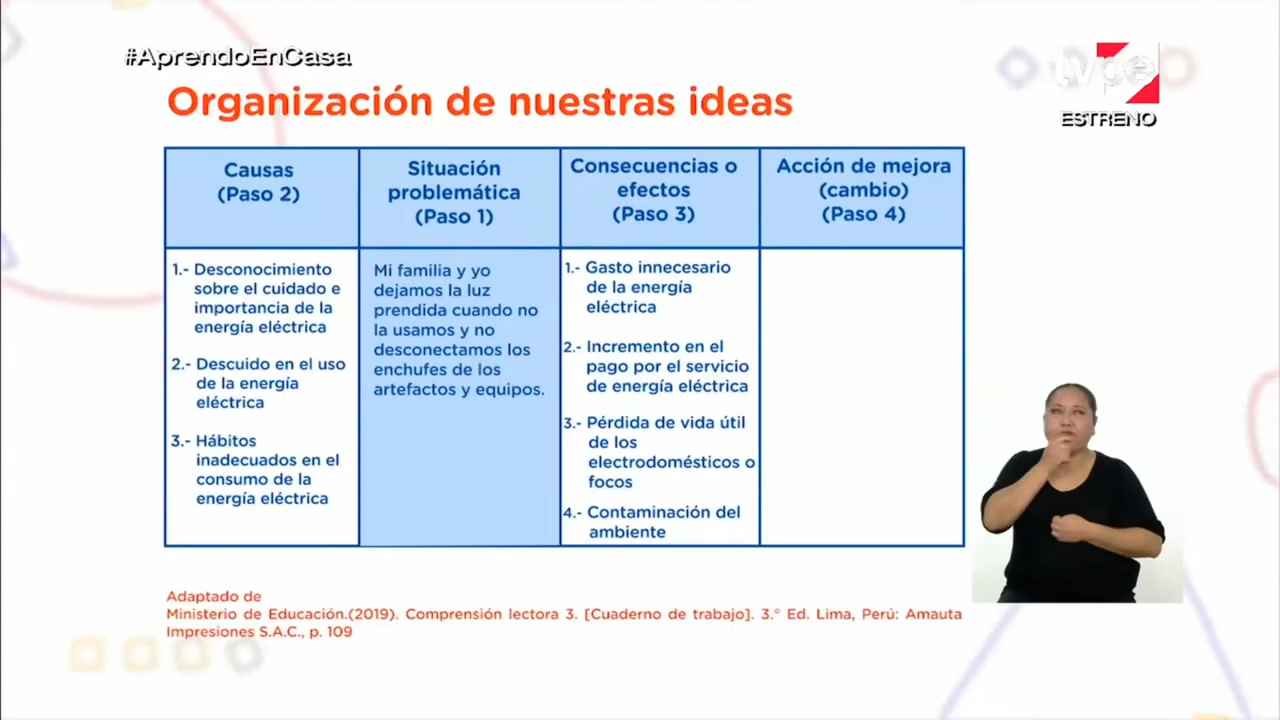 #AprendoEnCasa
tvpe
ESTRENO
Organización de nuestras ideas
Causas
(Paso 2)
Situación
problemática
(Paso 1)
Consecuencias o
efectos
(Paso 3)
Acción de mejora
(cambio)
(Paso 4)
1.- Desconocimiento
sobre el cuidado e
importancia de la
energía eléctrica
2.- Descuido en el uso
de la energía
eléctrica
3.- Hábitos
inadecuados en el
consumo de la
energía eléctrica
Mi familia y yo
dejamos la luz
prendida cuando no
la usamos y no
desconectamos los
enchufes de los
artefactos y equipos.
1.- Gasto innecesario
de la energía
eléctrica
2.- Incremento en el
pago por el servicio
de energía eléctrica
3.- Pérdida de vida útil
de los
electrodomésticos o
focos
4.- Contaminación del
ambiente
Adaptado de
Ministerio de Educación.(2019). Comprensión lectora 3. [Cuaderno de trabajo]. 3.° Ed. Lima, Perú: Amauta
Impresiones S.A.C., p. 109